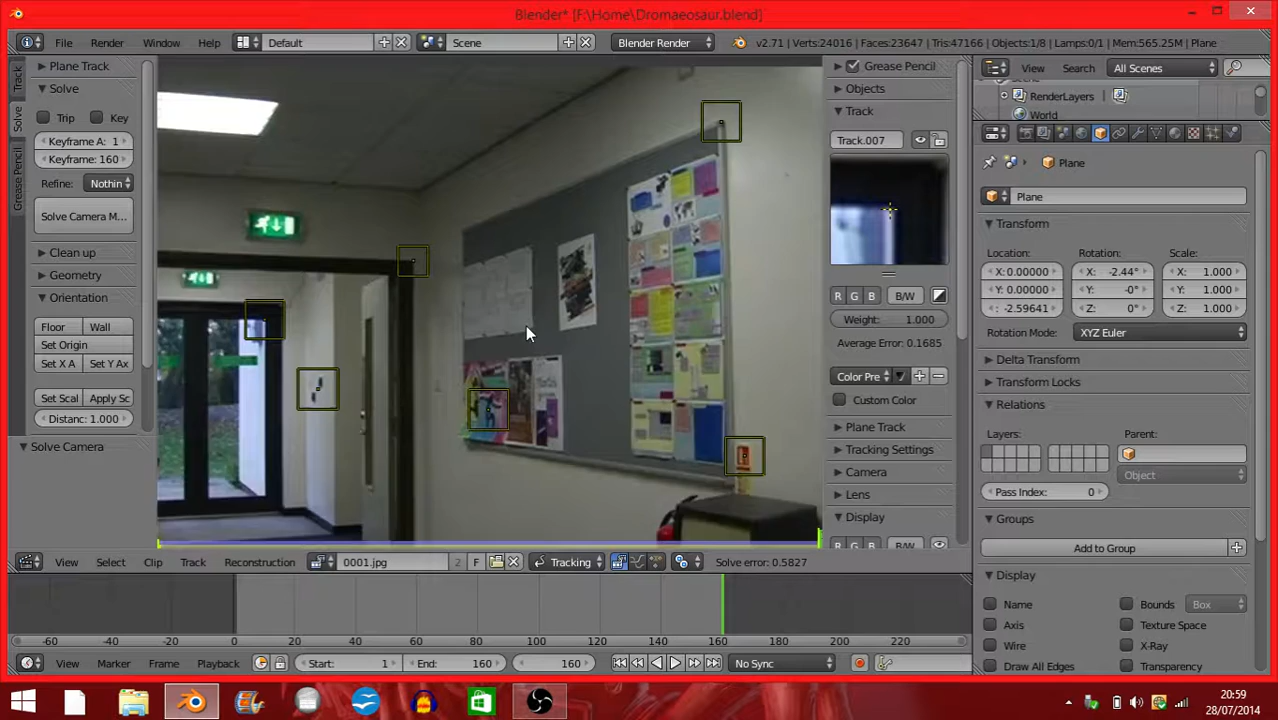 Blender* [F:\Home\Dromaeosaur.blend]
File Render Window Help Default Scene Blender Render v2.71 | Verts:24016 | Faces:23647 | Tris:47166 | Objects:1/8 | Lamps:0/1 | Mem:565.25M | Plane
Track
Solve
Grease Pencil
Plane Track
Solve
Trip Key
Keyframe A: 1
Keyframe: 160
Refine: Nothin
Solve Camera M...
Clean up
Geometry
Orientation
Floor Wall
Set Origin
Set X A Set Y Ax
Set Scal Apply Sc
Distanc: 1.000
Solve Camera
Grease Pencil
Objects
Track
Track.007
R G B B/W
Weight: 1.000
Average Error: 0.1685
Color Pre
Custom Color
Plane Track
Tracking Settings
Camera
Lens
Display
R G B B/W
View Search All Scenes
RenderLayers
World
Plane
Plane
Transform
Location: Rotation: Scale:
X:0.00000 X: -2.44° X: 1.000
Y: 0.00000 Y: -0° Y: 1.000
: -2.59641 Z: 0° Z: 1.000
Rotation Mode: XYZ Euler
Delta Transform
Transform Locks
Relations
Layers: Parent:
Object
Pass Index: 0
Groups
Add to Group
Display
Name Bounds Box
Axis Texture Space
Wire X-Ray
Draw All Edges Transparency
View Select Clip Track Reconstruction 0001.jpg 2 F Tracking Solve error: 0.5827
-60 -40 -20 0 20 40 60 80 100 120 140 160 180 200 220
View Marker Frame Playback Start: 1 End: 160 160 No Sync
20:59
28/07/2014